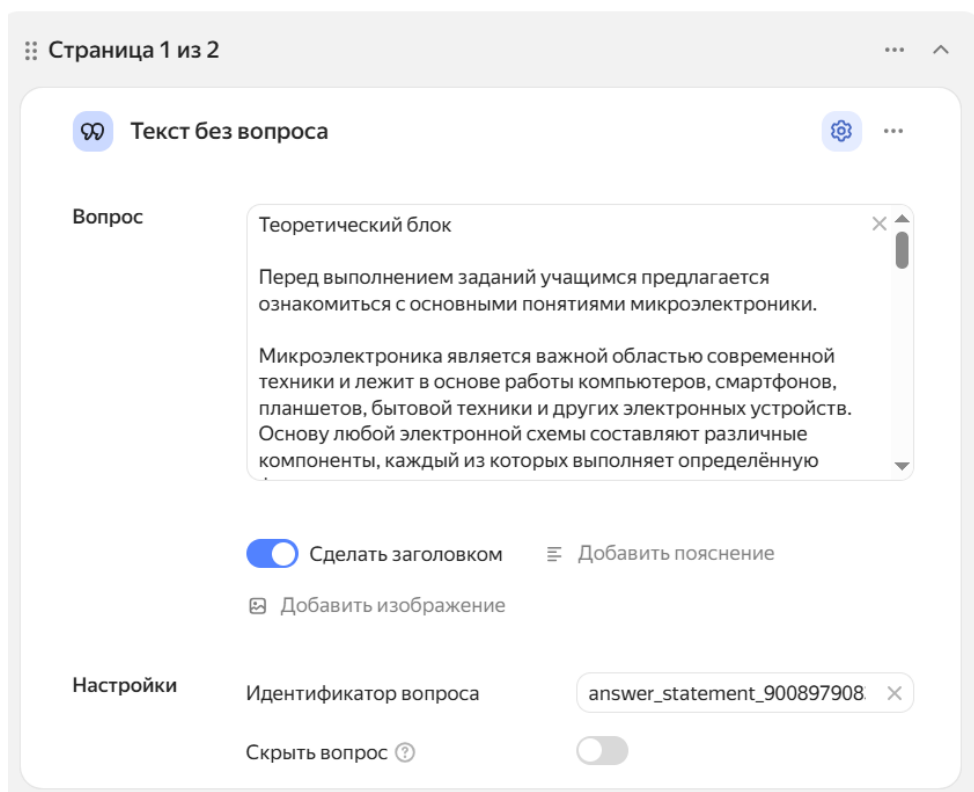 Страница 1 из 2
Текст без вопроса
Вопрос
Теоретический блок
Перед выполнением заданий учащимся предлагается
ознакомиться с основными понятиями микроэлектроники.
Микроэлектроника является важной областью современной
техники и лежит в основе работы компьютеров, смартфонов,
планшетов, бытовой техники и других электронных устройств.
Основу любой электронной схемы составляют различные
компоненты, каждый из которых выполняет определённую
Сделать заголовком
Добавить пояснение
Добавить изображение
Настройки
Идентификатор вопроса
answer_statement_900897908
Скрыть вопрос